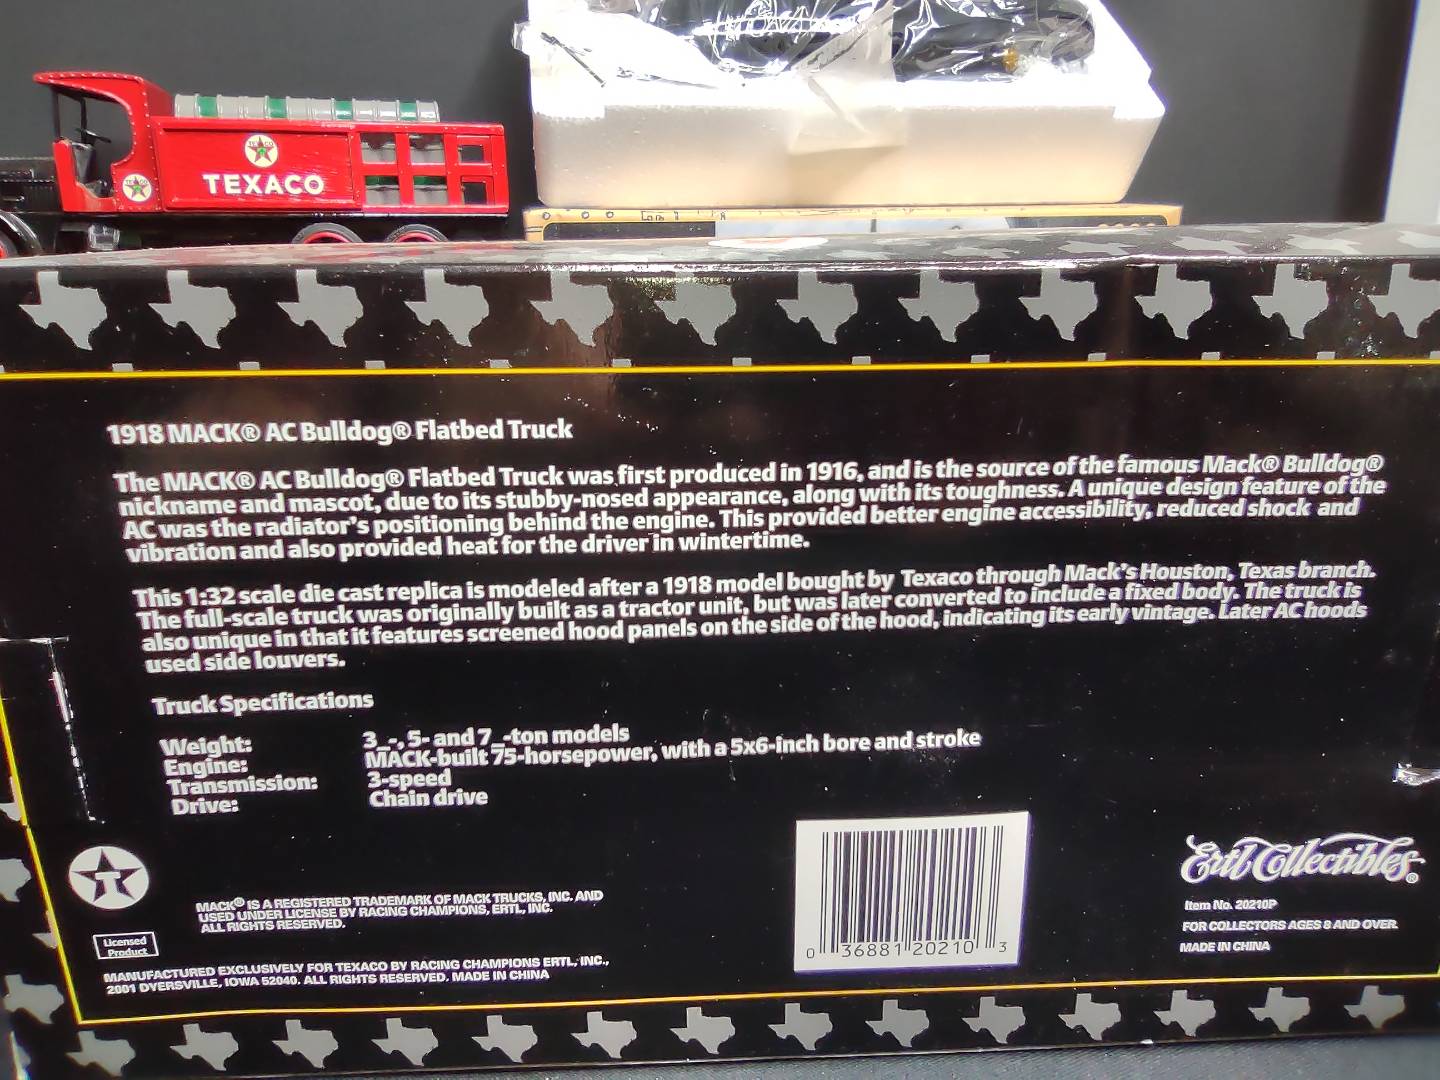 TEXACO
1918 MACK® AC Bulldog® Flatbed Truck
The MACK® AC Bulldog® Flatbed Truck was first produced in 1916, and is the source of the famous Mack® Bulldog®
nickname and mascot, due to its stubby-nosed appearance, along with its toughness. A unique design feature of the
AC was the radiator's positioning behind the engine. This provided better engine accessibility, reduced shock and
vibration and also provided heat for the driver in wintertime.
This 1:32 scale die cast replica is modeled after a 1918 model bought by Texaco through Mack's Houston, Texas branch.
The full-scale truck was originally built as a tractor unit, but was later converted to include a fixed body. The truck is
also unique in that it features screened hood panels on the side of the hood, indicating its early vintage. Later AC hoods
used side louvers.
Truck Specifications
Weight: 3_-, 5- and 7_-ton models
Engine: MACK-built 75-horsepower, with a 5x6-inch bore and stroke
Transmission: 3-speed
Drive: Chain drive
T
MACK® IS A REGISTERED TRADEMARK OF MACK TRUCKS, INC. AND
USED UNDER LICENSE BY RACING CHAMPIONS, ERTL, INC.
ALL RIGHTS RESERVED.
Licensed
Product
MANUFACTURED EXCLUSIVELY FOR TEXACO BY RACING CHAMPIONS ERTL, INC.,
2001 DYERSVILLE, IOWA 52040. ALL RIGHTS RESERVED. MADE IN CHINA
0 36881 20210 3
Ertl Collectibles®
Item No. 20210P
FOR COLLECTORS AGES 8 AND OVER.
MADE IN CHINA